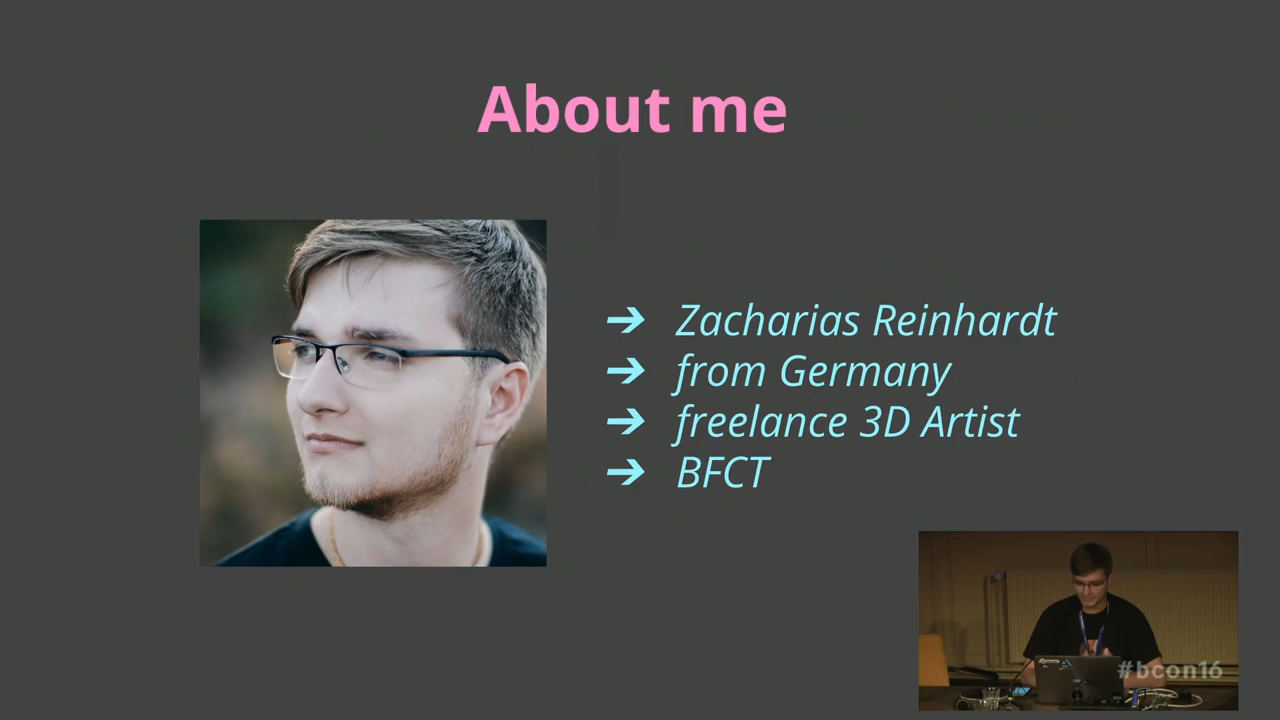 About me
➔ Zacharias Reinhardt
➔ from Germany
➔ freelance 3D Artist
➔ BFCT
#bcon16